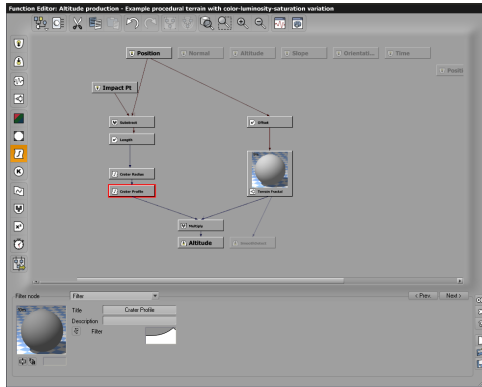 Function Editor: Altitude production - Example procedural terrain with color-luminosity-saturation variation
Position
Normal
Altitude
Slope
Orientati...
Time
Positi
Impact Pt
Substract
Offset
Length
Crater Radius
Crater Profile
Terrain Fractal
Multiply
Altitude
Filter node
Filter
< Prev
Next >
Title
Crater Profile
Description
Filter